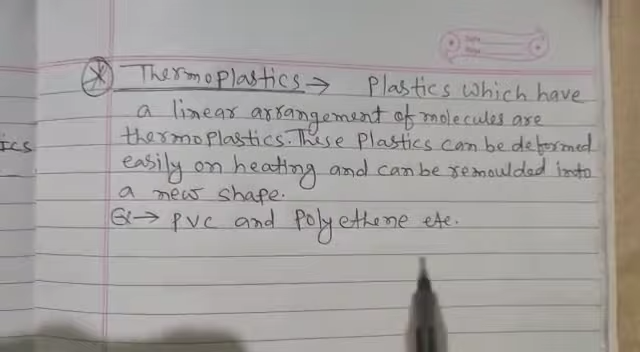 Thermoplastics → Plastics which have
a linear arrangement of molecules are
ics
thermoplastics. These plastics can be deformed
easily on heating and can be remoulded into
a new shape.
Ex → PVC and Polyethene etc.